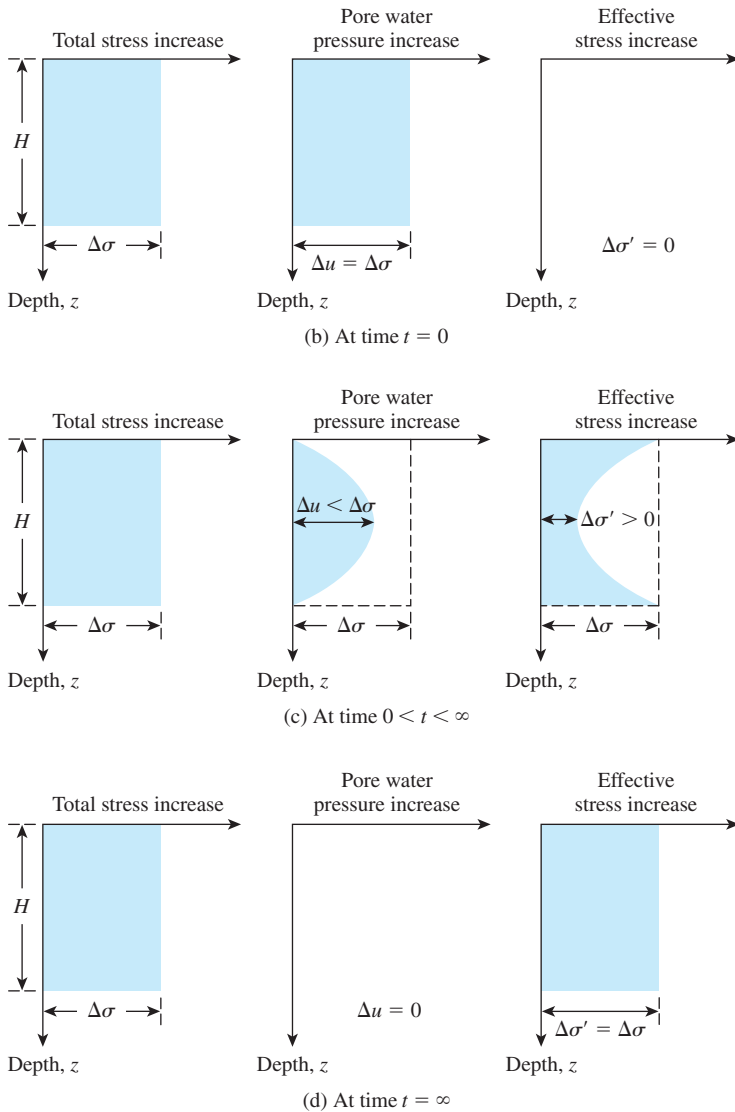 Total stress increase
Pore water
pressure increase
Effective
stress increase
H
Δσ
Δu = Δσ
Δσ′ = 0
Depth, z
Depth, z
Depth, z
(b) At time t = 0
Total stress increase
Pore water
pressure increase
Effective
stress increase
H
Δu < Δσ
Δσ′ > 0
Δσ
Δσ
Δσ
Depth, z
Depth, z
Depth, z
(c) At time 0 < t < ∞
Total stress increase
Pore water
pressure increase
Effective
stress increase
H
Δσ
Δu = 0
Δσ′ = Δσ
Depth, z
Depth, z
Depth, z
(d) At time t = ∞